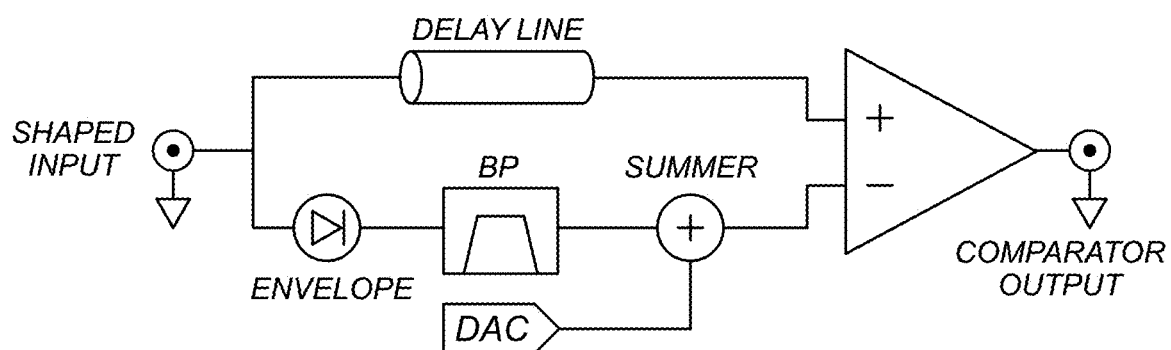 DELAY LINE
SHAPED
INPUT
BP
SUMMER
+
−
+
ENVELOPE
DAC
COMPARATOR
OUTPUT